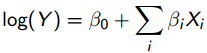 log(Y) = β₀ + ∑ᵢ βᵢXᵢ